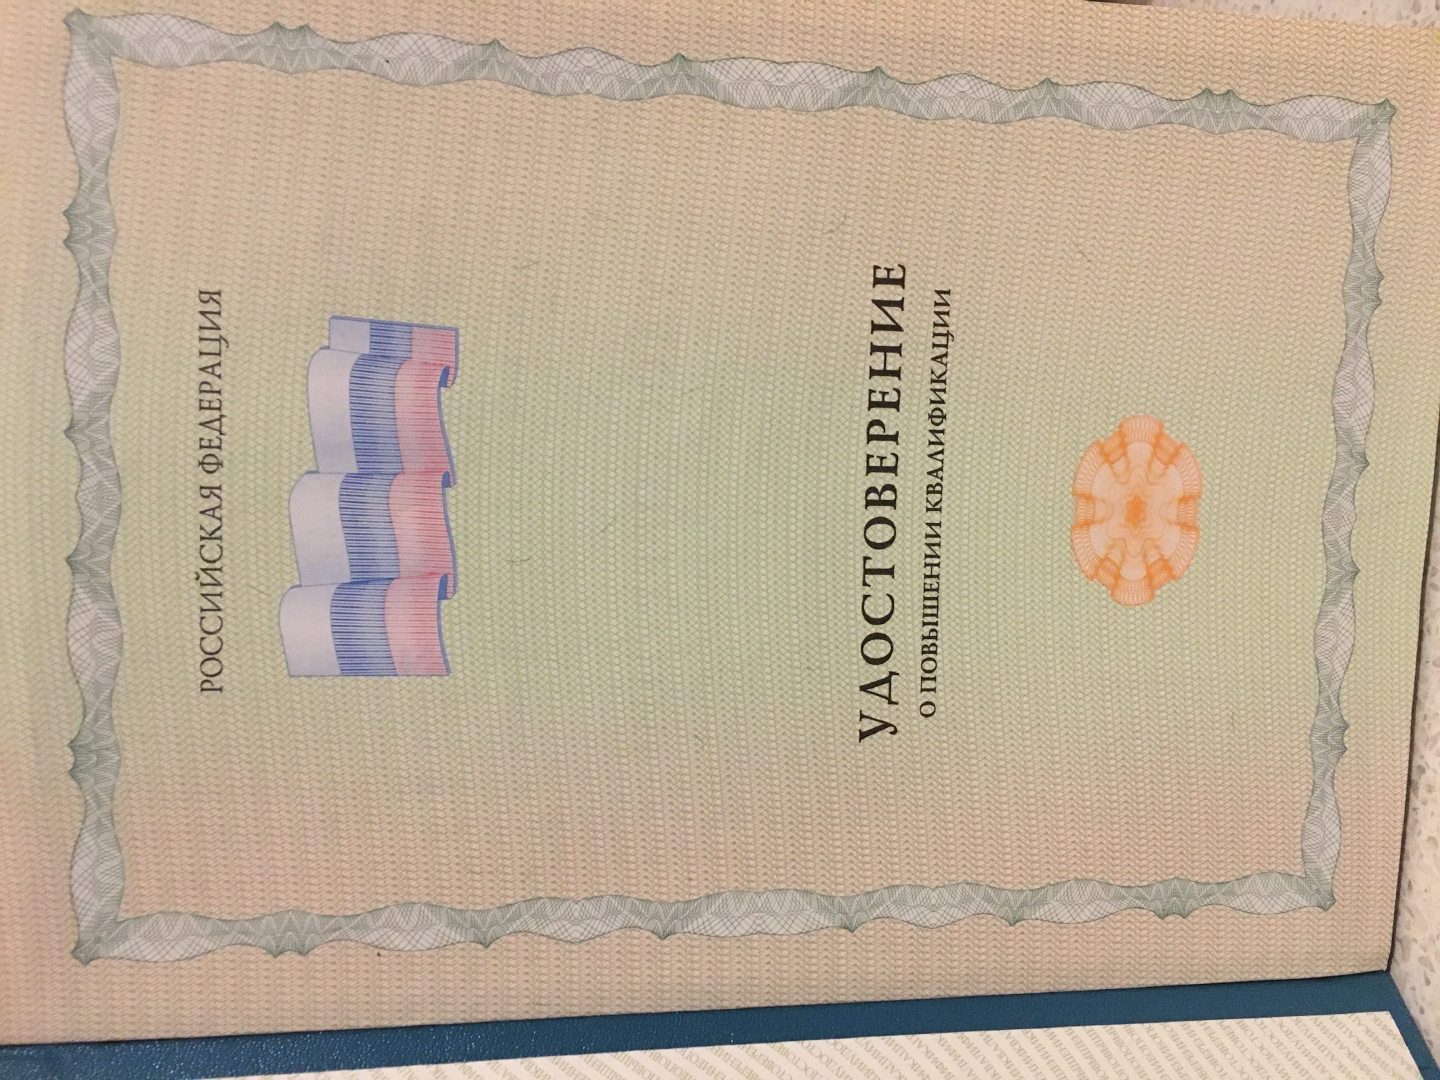 РОССИЙСКАЯ ФЕДЕРАЦИЯ
УДОСТОВЕРЕНИЕ
О ПОВЫШЕНИИ КВАЛИФИКАЦИИ